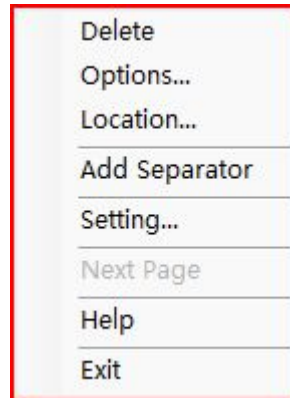 Delete
Options...
Location...
Add Separator
Setting...
Next Page
Help
Exit